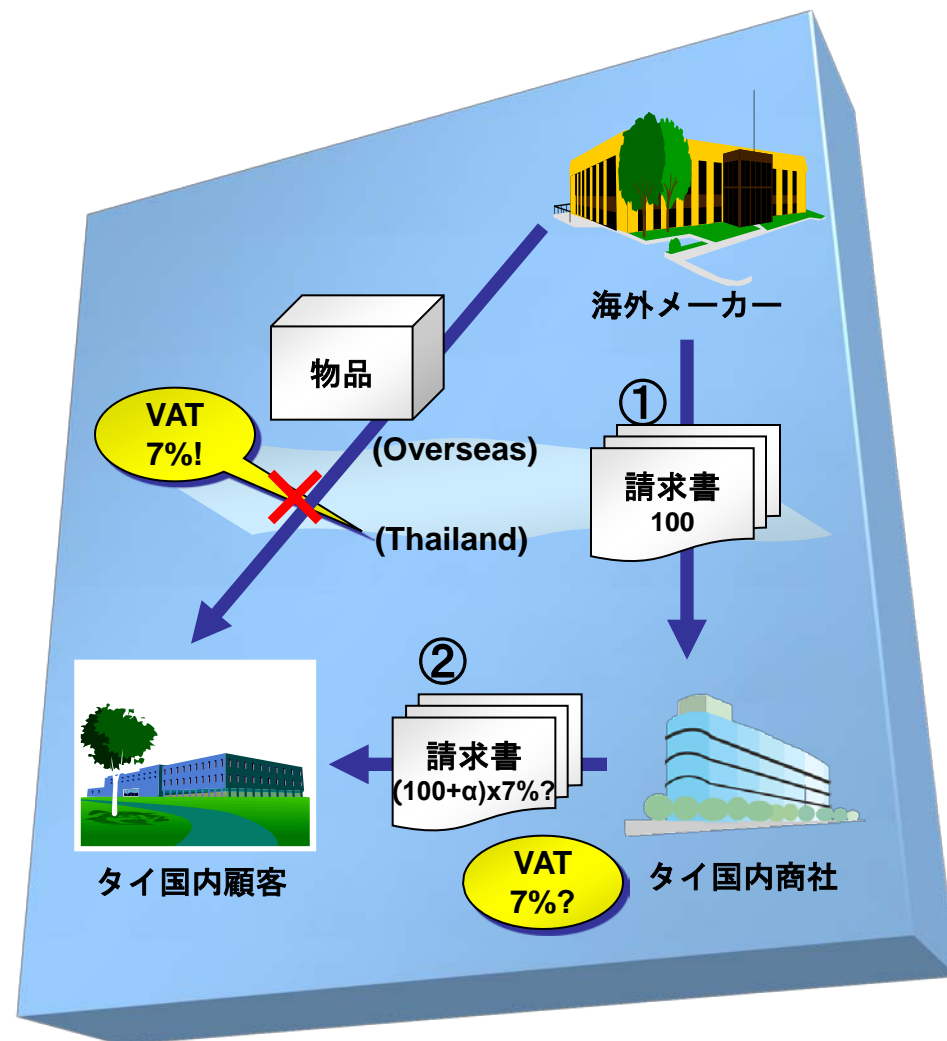 海外メーカー
物品
VAT
7%!
(Overseas)
(Thailand)
①
請求書
100
②
請求書
(100+α)x7%?
VAT
7%?
タイ国内顧客
タイ国内商社